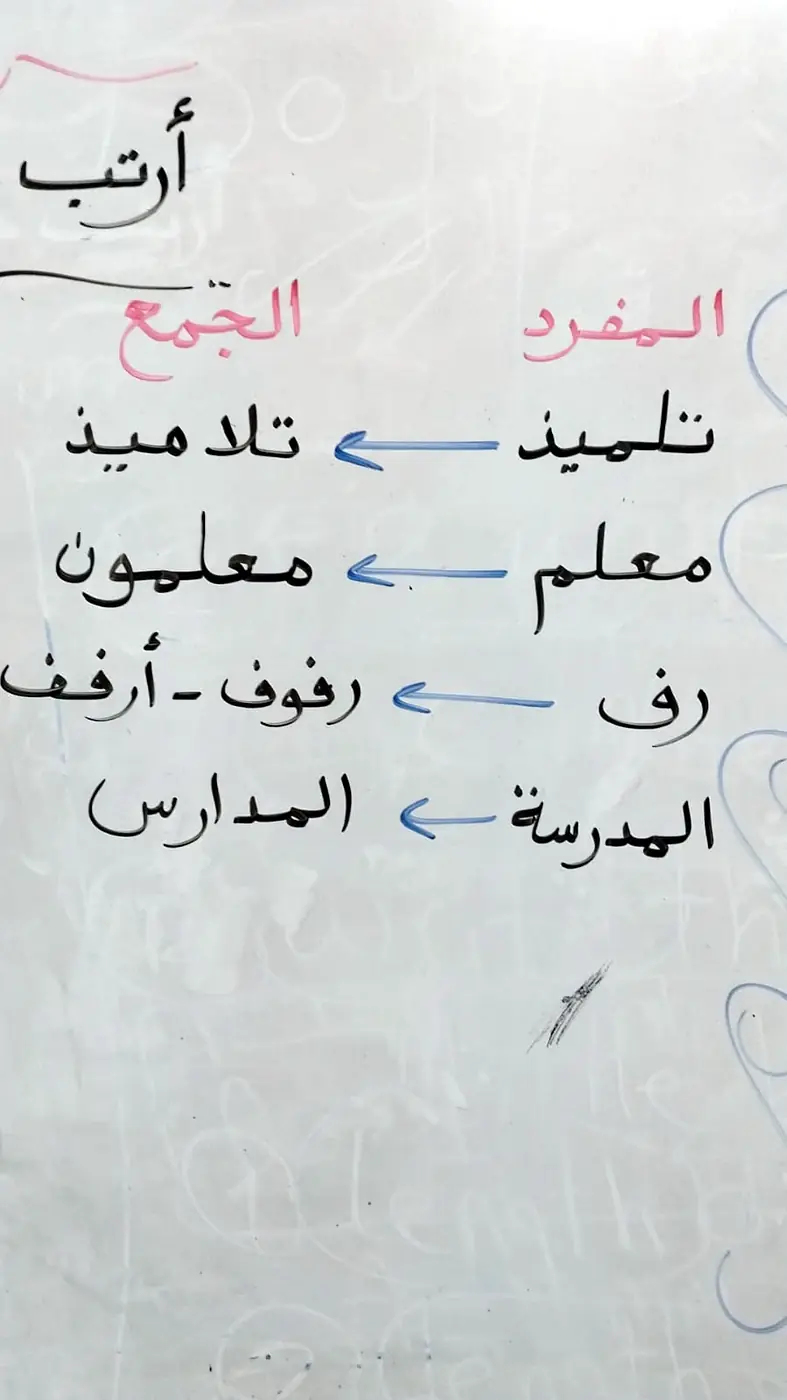 أرتب
المفرد الجمع
تلميذ ← تلاميذ
معلم ← معلمون
رف ← رفوف - أرفف
المدرسة ← المدارس